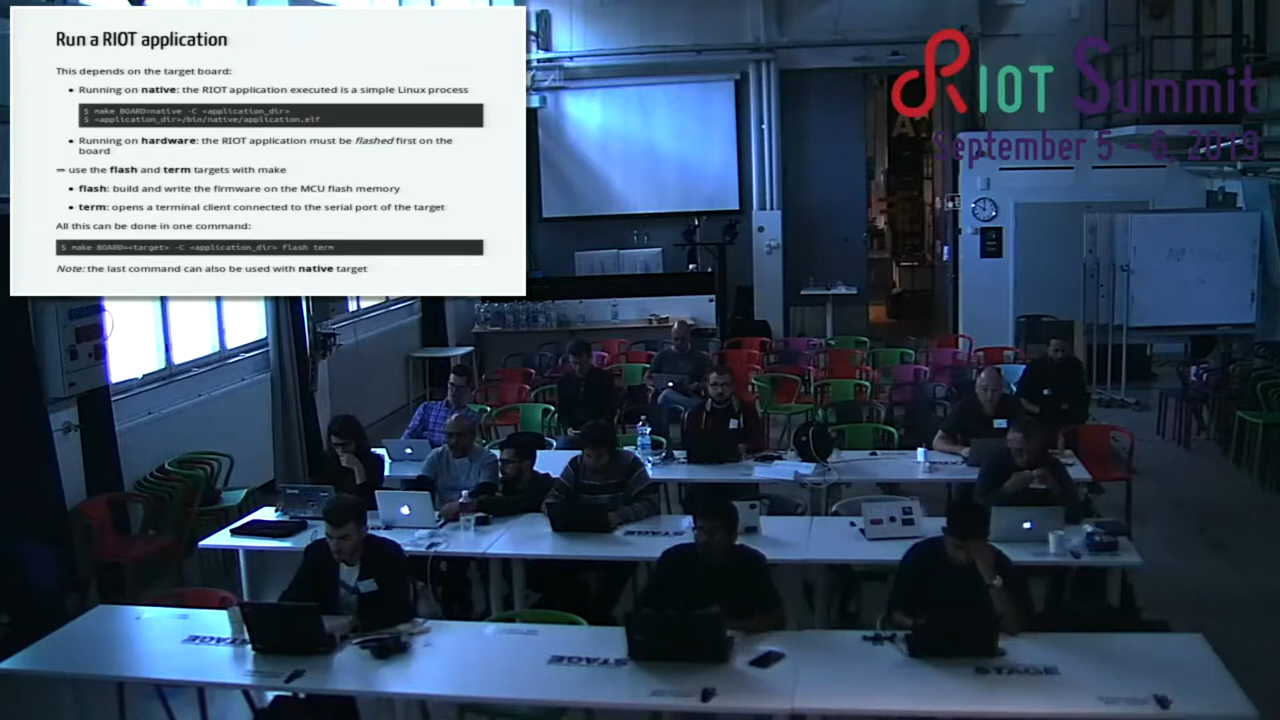 Run a RIOT application
This depends on the target board:
• Running on native: the RIOT application executed is a simple Linux process
$ make BOARD=native -C <application_dir>
$ <application_dir>/bin/native/application.elf
• Running on hardware: the RIOT application must be flashed first on the
board
⇒ use the flash and term targets with make
• flash: build and write the firmware on the MCU flash memory
• term: opens a terminal client connected to the serial port of the target
All this can be done in one command:
$ make BOARD=<target> -C <application_dir> flash term
Note: the last command can also be used with native target
RIOT Summit
September 5 - 6, 2019
STAGE
STAGE
STAGE
STAGE